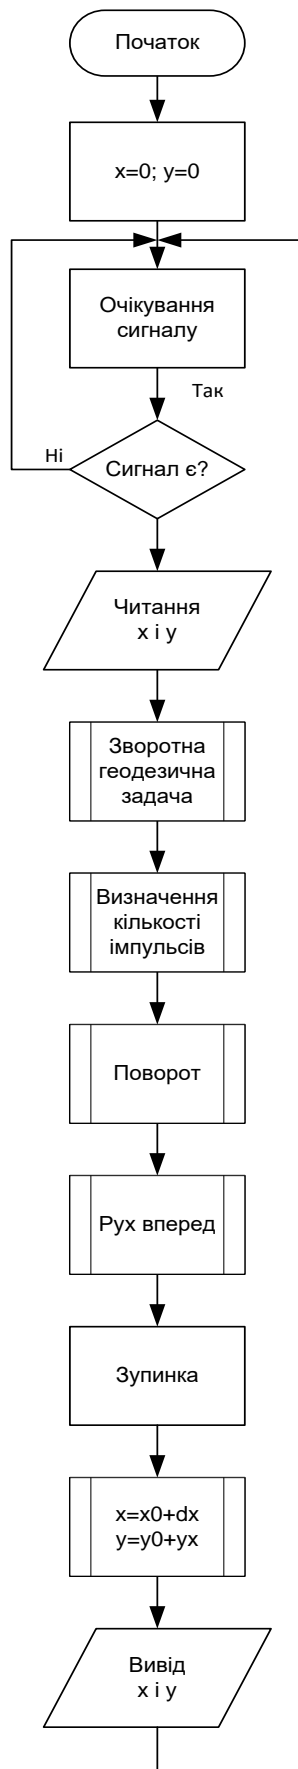 Початок
x=0; y=0
Очікування
сигналу
Так
Ні
Сигнал є?
Читання
x і y
Зворотна
геодезична
задача
Визначення
кількості
імпульсів
Поворот
Рух вперед
Зупинка
x=x0+dx
y=y0+yx
Вивід
x і y